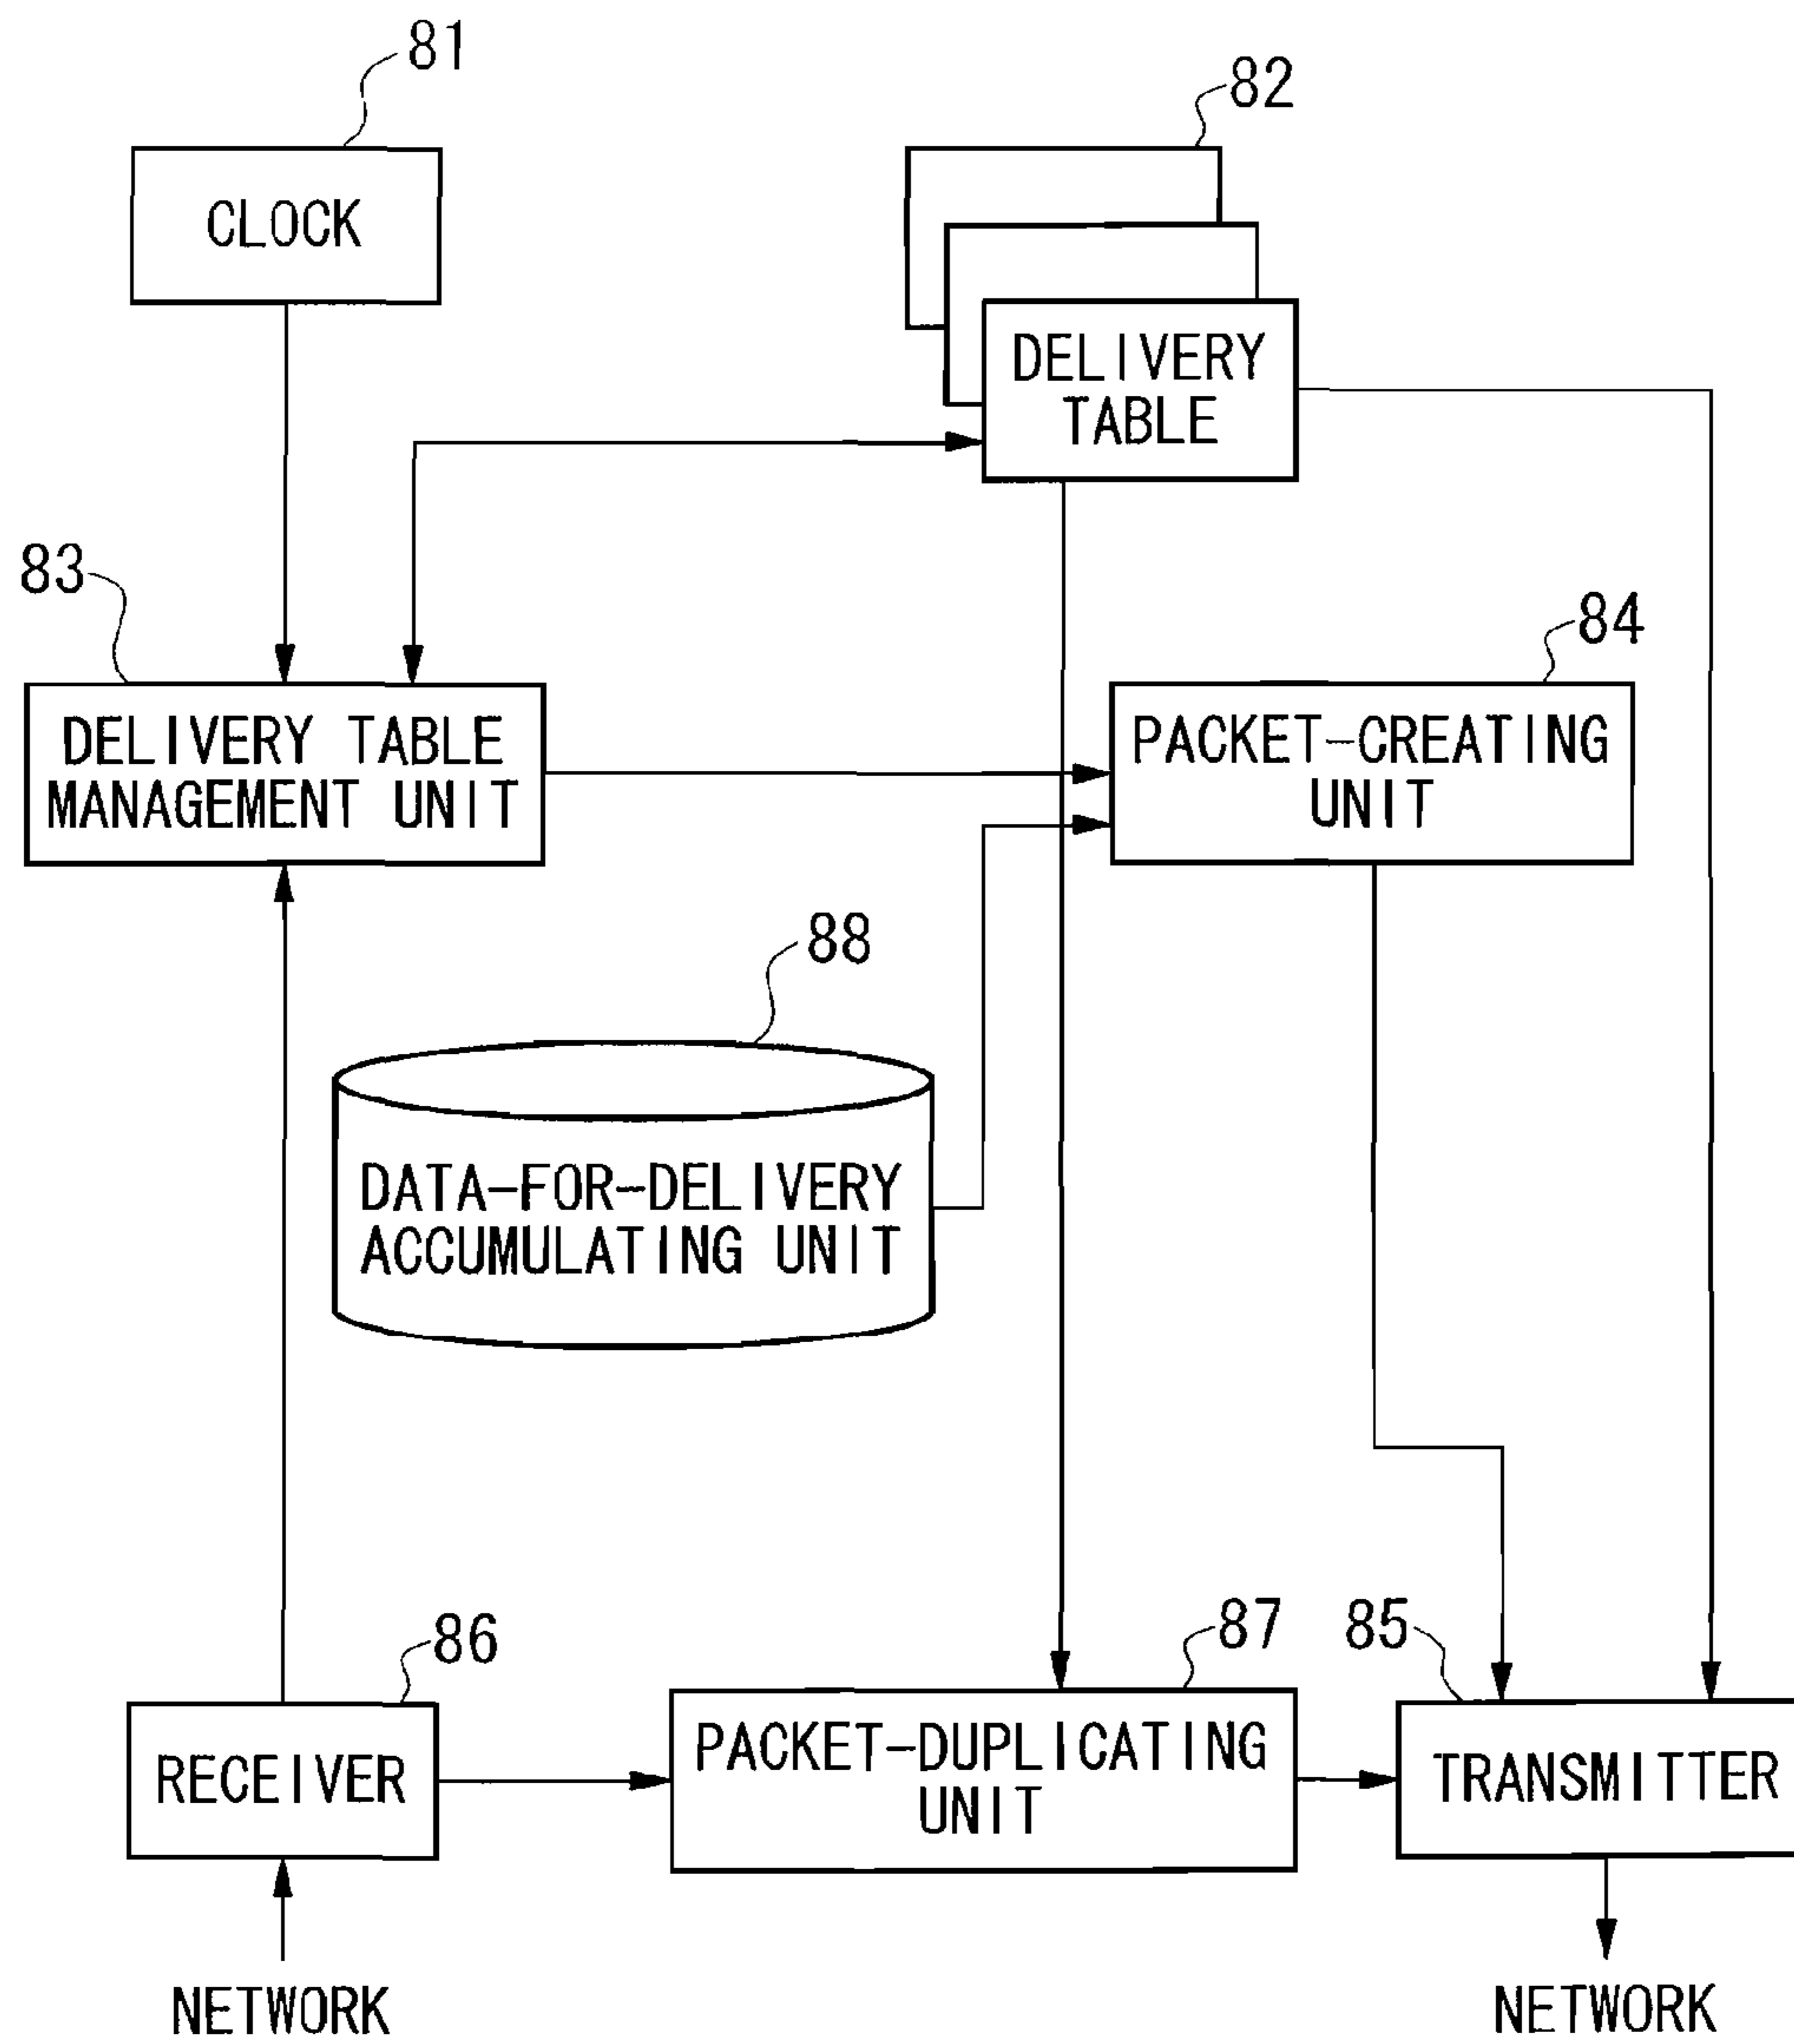 81
82
CLOCK
DELIVERY
TABLE
83
84
DELIVERY TABLE
MANAGEMENT UNIT
PACKET-CREATING
UNIT
88
DATA-FOR-DELIVERY
ACCUMULATING UNIT
86
87
85
RECEIVER
PACKET-DUPLICATING
UNIT
TRANSMITTER
NETWORK
NETWORK